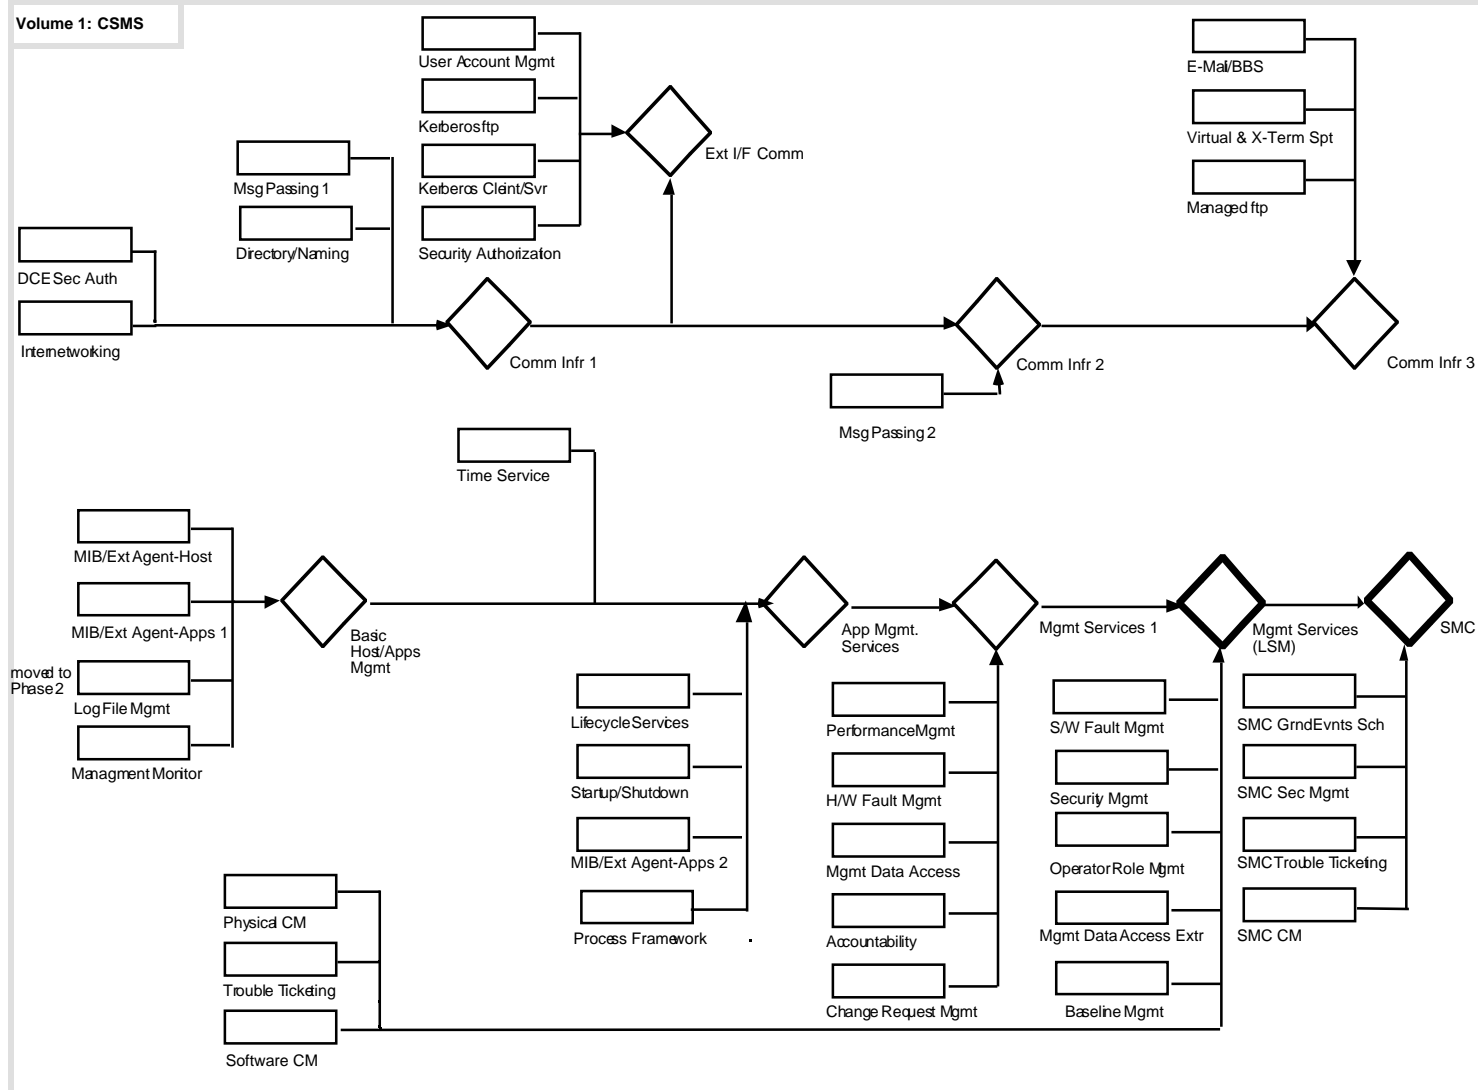 Volume 1: CSMS
User Account Mgmt
Kerberos ftp
Kerberos Cleint/Svr
Security Authorization
Ext I/F Comm
E-Mail/BBS
Virtual & X-Term Spt
Managed ftp
Msg Passing 1
Directory/Naming
DCE Sec Auth
Internetworking
Comm Infr 1
Comm Infr 2
Comm Infr 3
Msg Passing 2
Time Service
MIB/Ext Agent-Host
MIB/Ext Agent-Apps 1
moved to
Phase 2
Log File Mgmt
Managment Monitor
Basic
Host/Apps
Mgmt
App Mgmt.
Services
Mgmt Services 1
Mgmt Services
(LSM)
SMC
Lifecycle Services
Startup/Shutdown
MIB/Ext Agent-Apps 2
Process Framework
Performance Mgmt
H/W Fault Mgmt
Mgmt Data Access
Accountability
Change Request Mgmt
S/W Fault Mgmt
Security Mgmt
Operator Role Mgmt
Mgmt Data Access Extr
Baseline Mgmt
SMC Grnd Evnts Sch
SMC Sec Mgmt
SMC Trouble Ticketing
SMC CM
Physical CM
Trouble Ticketing
Software CM